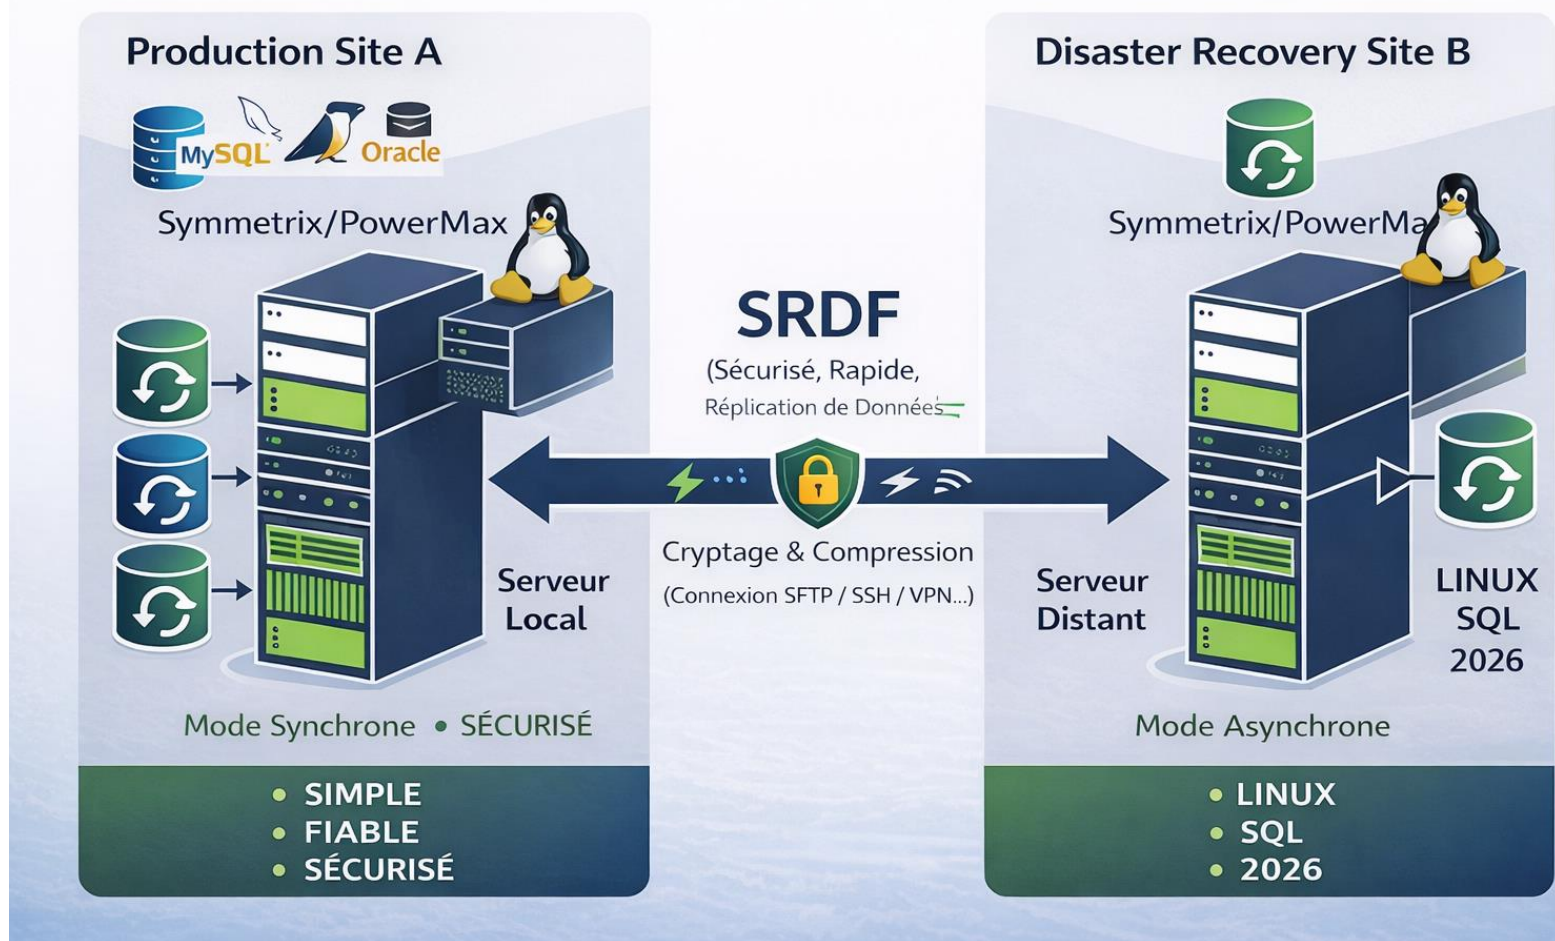 Production Site A
MySQL
Oracle
Symmetrix/PowerMax
Serveur
Local
Mode Synchrone • SÉCURISÉ
• SIMPLE
• FIABLE
• SÉCURISÉ
SRDF
(Sécurisé, Rapide,
Réplication de Données
Cryptage & Compression
(Connexion SFTP / SSH / VPN...)
Disaster Recovery Site B
Symmetrix/PowerMa
Serveur
Distant
LINUX
SQL
2026
Mode Asynchrone
• LINUX
• SQL
• 2026